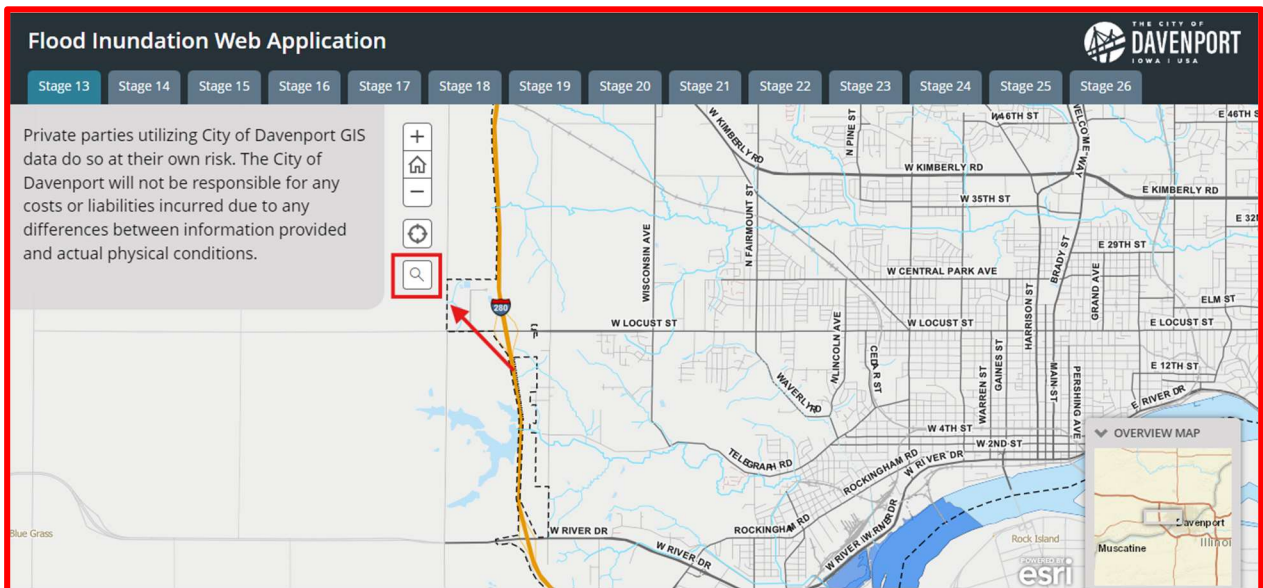 Flood Inundation Web Application
THE CITY OF
DAVENPORT
IOWA | USA
Stage 13
Stage 14
Stage 15
Stage 16
Stage 17
Stage 18
Stage 19
Stage 20
Stage 21
Stage 22
Stage 23
Stage 24
Stage 25
Stage 26
Private parties utilizing City of Davenport GIS
data do so at their own risk. The City of
Davenport will not be responsible for any
costs or liabilities incurred due to any
differences between information provided
and actual physical conditions.
W KIMBERLY RD
N PINE ST
W 46TH ST
WELCOME WAY
E 46TH S
W KIMBERLY RD
E KIMBERLY RD
W 35TH ST
N FAIRMOUNT ST
WISCONSIN AVE
BRADY ST
E 29TH ST
W CENTRAL PARK AVE
GRAND AVE
HARRISON ST
ELM ST
280
W LOCUST ST
W LOCUST ST
E LOCUST ST
N LINCOLN AVE
CEDAR ST
GAINES ST
WARREN ST
MAIN ST
PERSHING AVE
E 12TH ST
WAVERLY RD
E RIVER DR
W 4TH ST
W 2ND ST
OVERVIEW MAP
TELEGRAPH RD
ROCKINGHAM RD
W RIVER DR
Blue Grass
W RIVER DR
ROCKINGHAM RD
W RIVER DR
W RIVER DR
Rock Island
Muscatine
POWERED BY
esri